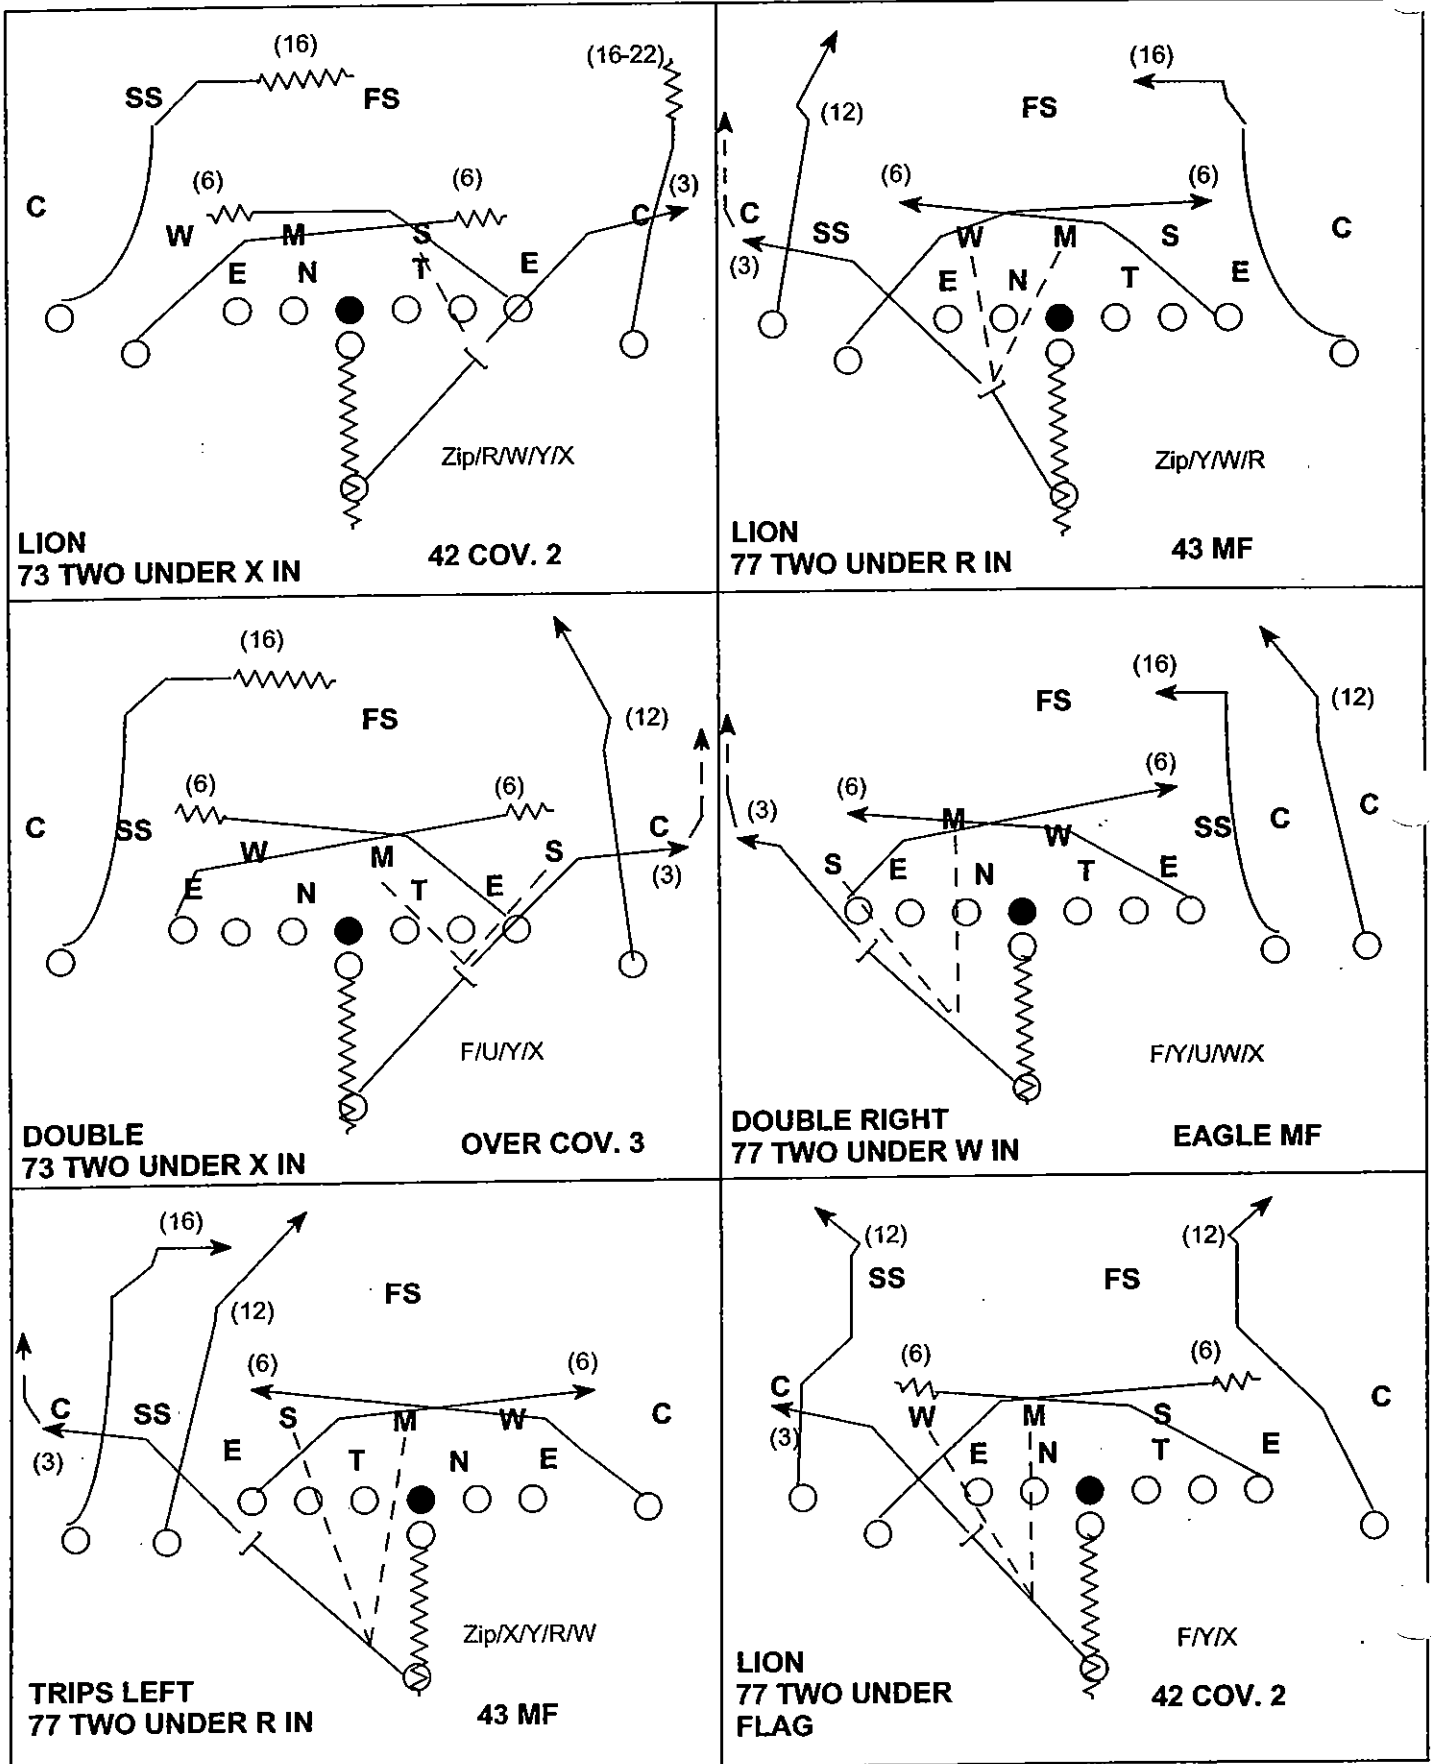 (16)
(16-22)
SS
FS
(6)
(6)
(3)
C
C
W
M
S
E
N
T
E
Zip/R/W/Y/X
LION
73 TWO UNDER X IN
42 COV. 2
(16)
(12)
FS
(6)
(6)
C
SS
W
M
S
C
(3)
E
N
T
E
Zip/Y/W/R
LION
77 TWO UNDER R IN
43 MF
(16)
FS
(12)
(6)
(6)
C
SS
W
M
S
C
(3)
E
N
T
E
F/U/Y/X
DOUBLE
73 TWO UNDER X IN
OVER COV. 3
(16)
FS
(12)
(6)
(6)
(3)
M
W
SS
C
C
S
E
N
T
E
F/Y/U/W/X
DOUBLE RIGHT
77 TWO UNDER W IN
EAGLE MF
(16)
FS
(12)
(6)
(6)
C
SS
S
M
W
C
(3)
E
T
N
E
Zip/X/Y/R/W
TRIPS LEFT
77 TWO UNDER R IN
43 MF
(12)
(12)
SS
FS
(6)
(6)
C
C
W
M
S
(3)
E
N
T
E
F/Y/X
LION
77 TWO UNDER
FLAG
42 COV. 2